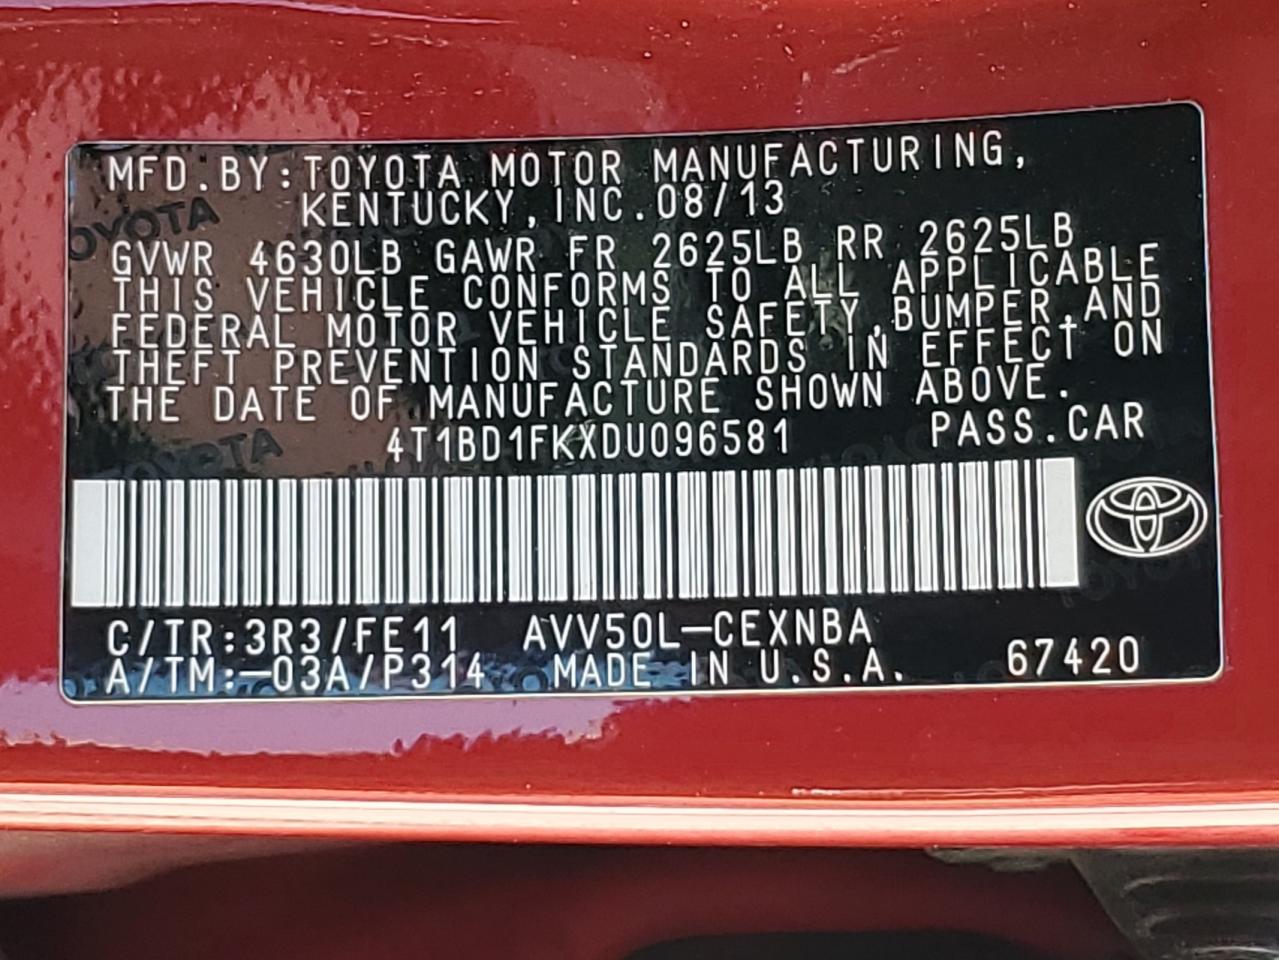 MFD.BY:TOYOTA MOTOR MANUFACTURING,
KENTUCKY,INC.08/13
GVWR 4630LB GAWR FR 2625LB RR 2625LB
THIS VEHICLE CONFORMS TO ALL APPLICABLE
FEDERAL MOTOR VEHICLE SAFETY,BUMPER,AND
THEFT PREVENTION STANDARDS IN EFFECT ON
THE DATE OF MANUFACTURE SHOWN ABOVE.
4T1BD1FKXDU096581 PASS.CAR
C/TR:3R3/FE11 AVV50L-CEXNBA
A/TM:-03A/P314 MADE IN U.S.A. 67420
TOYOTA
TOYOTA